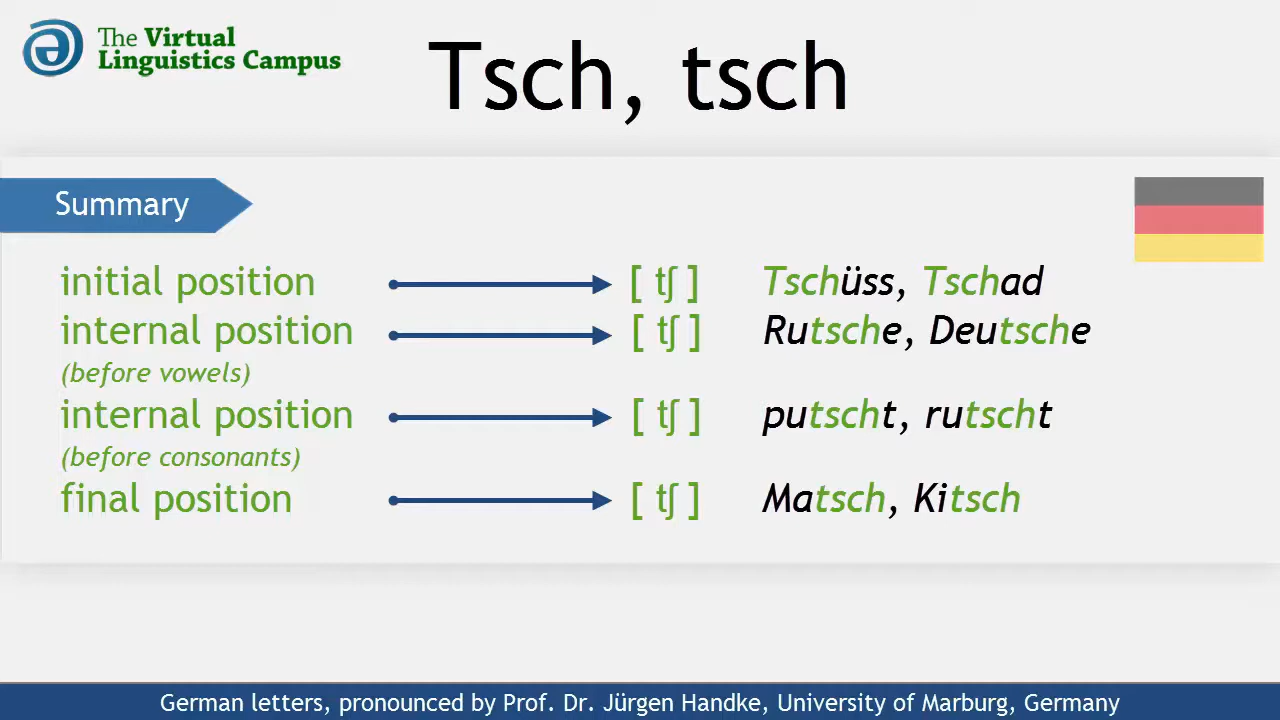 The Virtual
Linguistics Campus
Tsch, tsch
Summary
initial position [ tʃ ] Tschüss, Tschad
internal position [ tʃ ] Rutsche, Deutsche
(before vowels)
internal position [ tʃ ] putscht, rutscht
(before consonants)
final position [ tʃ ] Matsch, Kitsch
German letters, pronounced by Prof. Dr. Jürgen Handke, University of Marburg, Germany